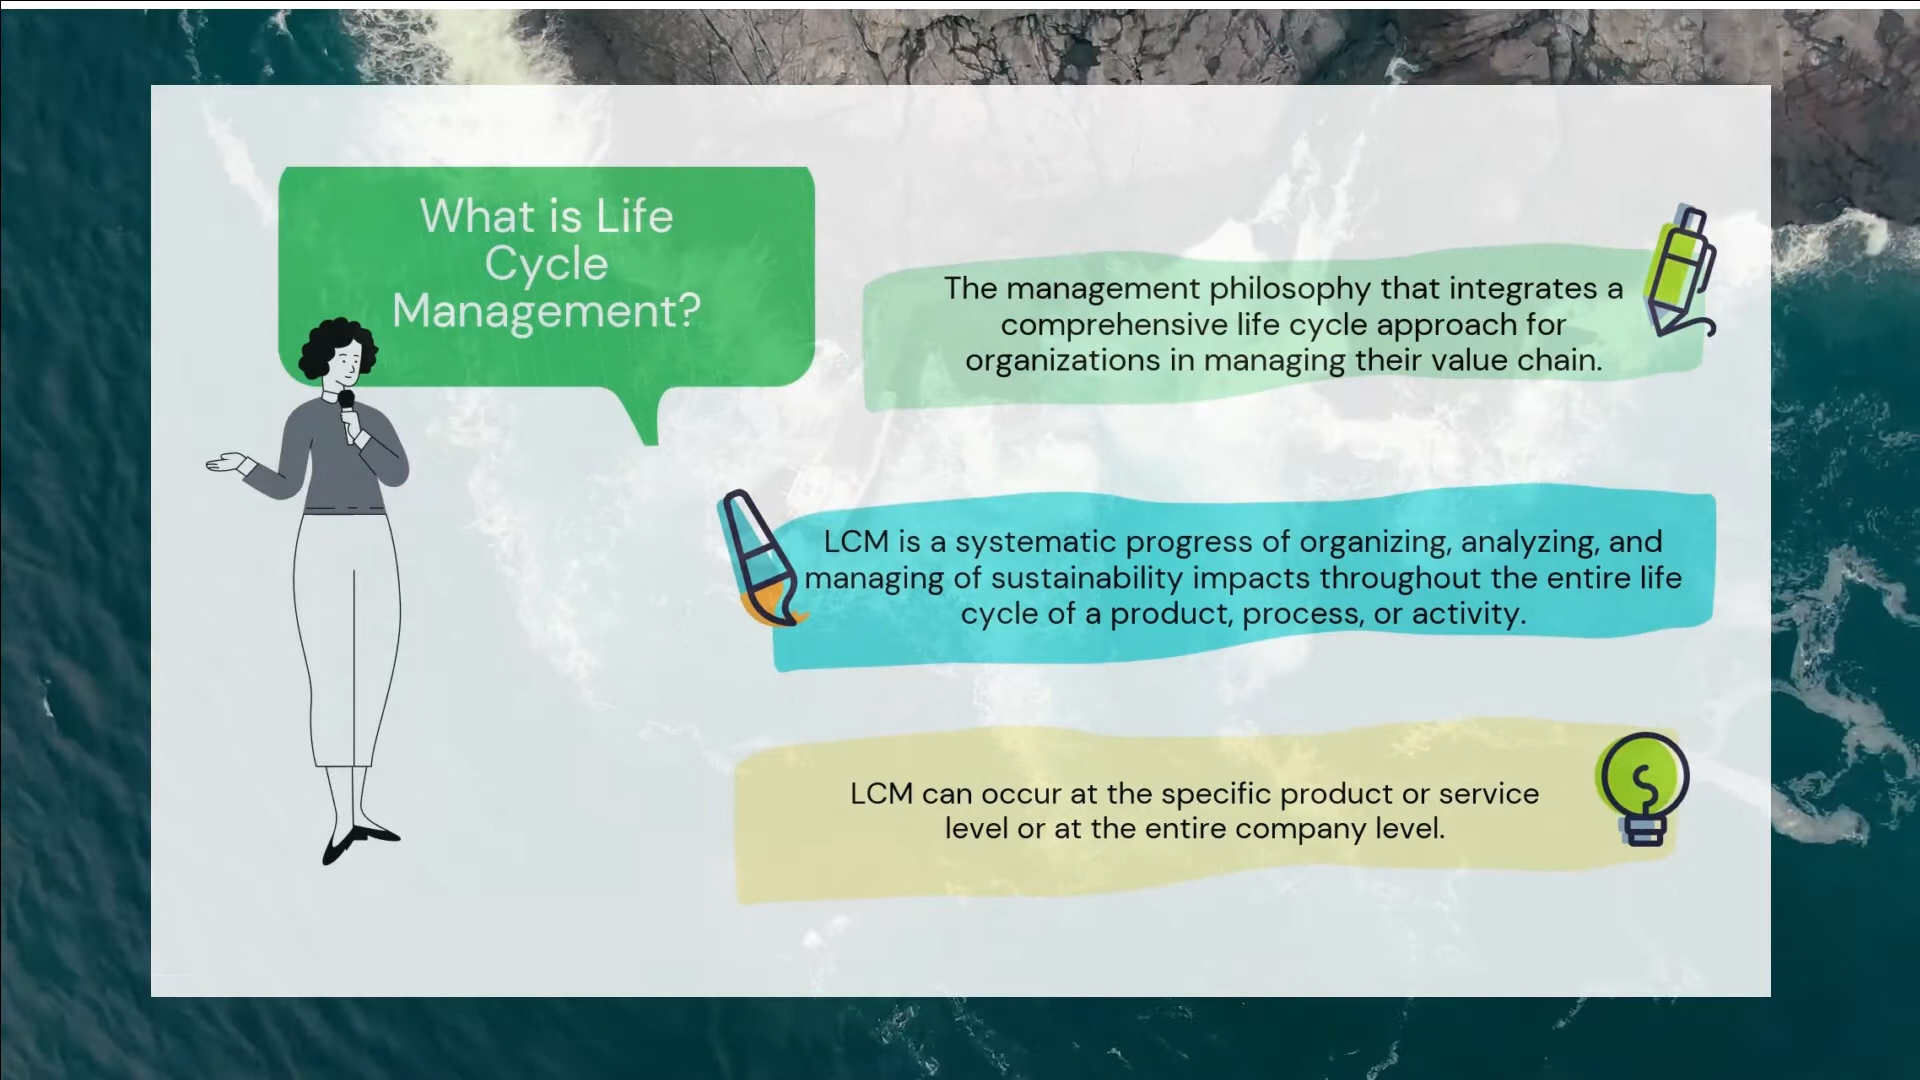 What is Life
Cycle
Management?
The management philosophy that integrates a
comprehensive life cycle approach for
organizations in managing their value chain.
LCM is a systematic progress of organizing, analyzing, and
managing of sustainability impacts throughout the entire life
cycle of a product, process, or activity.
LCM can occur at the specific product or service
level or at the entire company level.